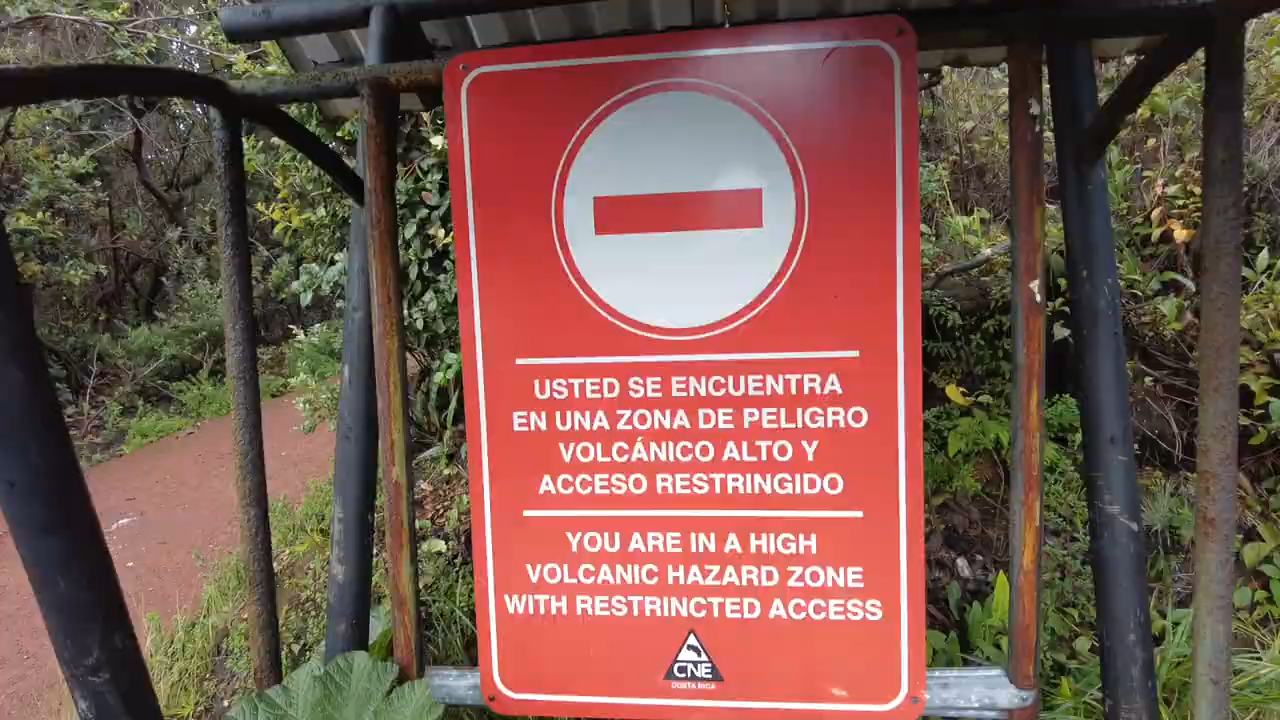 USTED SE ENCUENTRA
EN UNA ZONA DE PELIGRO
VOLCÁNICO ALTO Y
ACCESO RESTRINGIDO
YOU ARE IN A HIGH
VOLCANIC HAZARD ZONE
WITH RESTRINCTED ACCESS
CNE
COSTA RICA